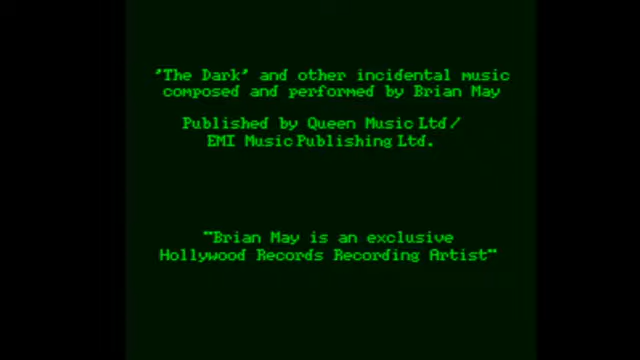 'The Dark' and other incidental music
composed and performed by Brian May
Published by Queen Music Ltd/
EMI Music Publishing Ltd.
"Brian May is an exclusive
Hollywood Records Recording Artist"